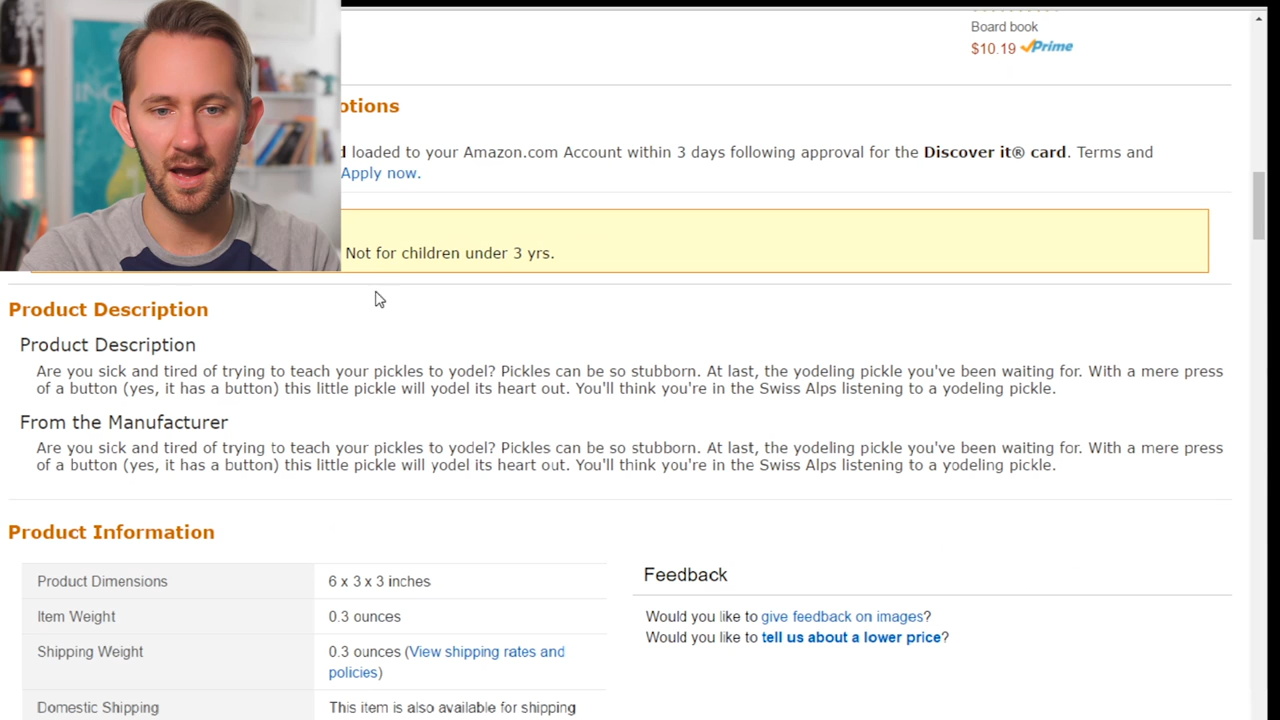 Board book
$10.19 Prime
otions
d loaded to your Amazon.com Account within 3 days following approval for the Discover it® card. Terms and
Apply now.
Not for children under 3 yrs.
Product Description
Product Description
Are you sick and tired of trying to teach your pickles to yodel? Pickles can be so stubborn. At last, the yodeling pickle you've been waiting for. With a mere press
of a button (yes, it has a button) this little pickle will yodel its heart out. You'll think you're in the Swiss Alps listening to a yodeling pickle.
From the Manufacturer
Are you sick and tired of trying to teach your pickles to yodel? Pickles can be so stubborn. At last, the yodeling pickle you've been waiting for. With a mere press
of a button (yes, it has a button) this little pickle will yodel its heart out. You'll think you're in the Swiss Alps listening to a yodeling pickle.
Product Information
Product Dimensions 6 x 3 x 3 inches
Item Weight 0.3 ounces
Shipping Weight 0.3 ounces (View shipping rates and
policies)
Domestic Shipping This item is also available for shipping
Feedback
Would you like to give feedback on images?
Would you like to tell us about a lower price?